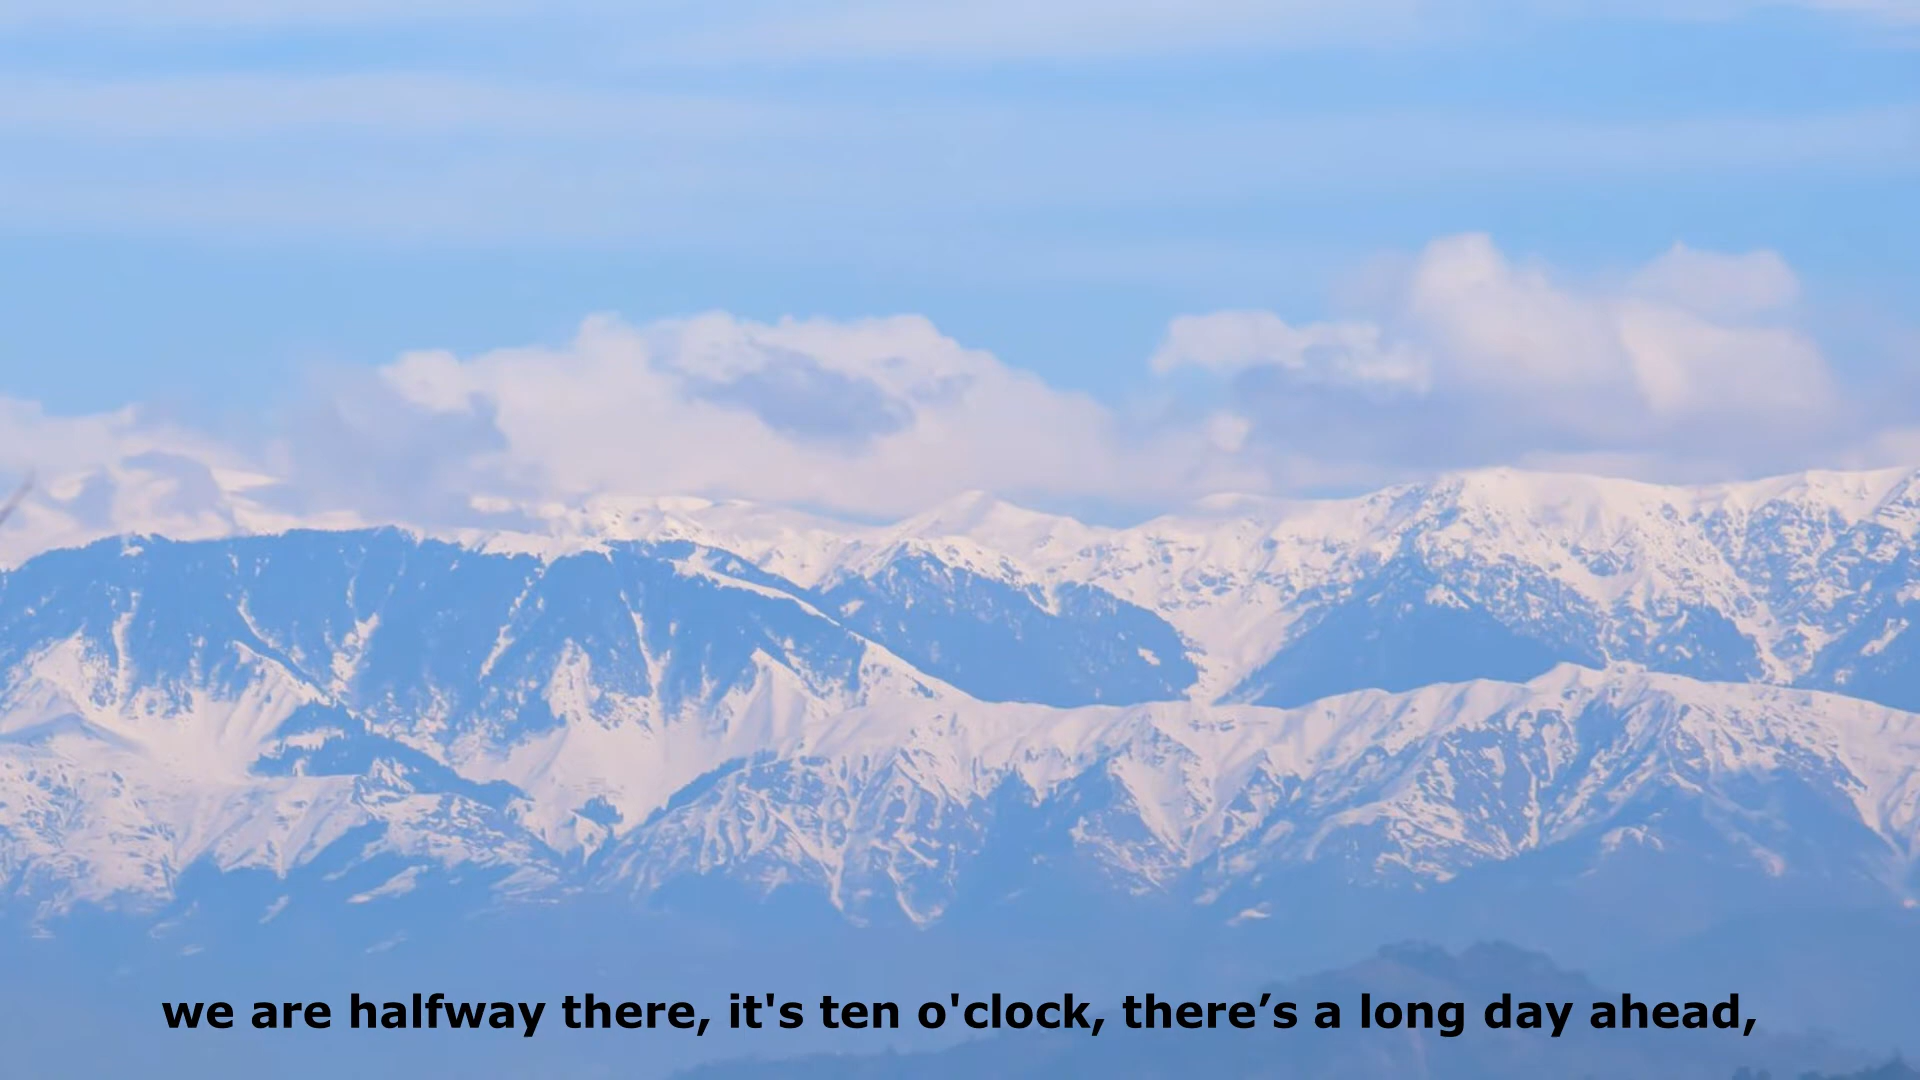 we are halfway there, it's ten o'clock, there’s a long day ahead,